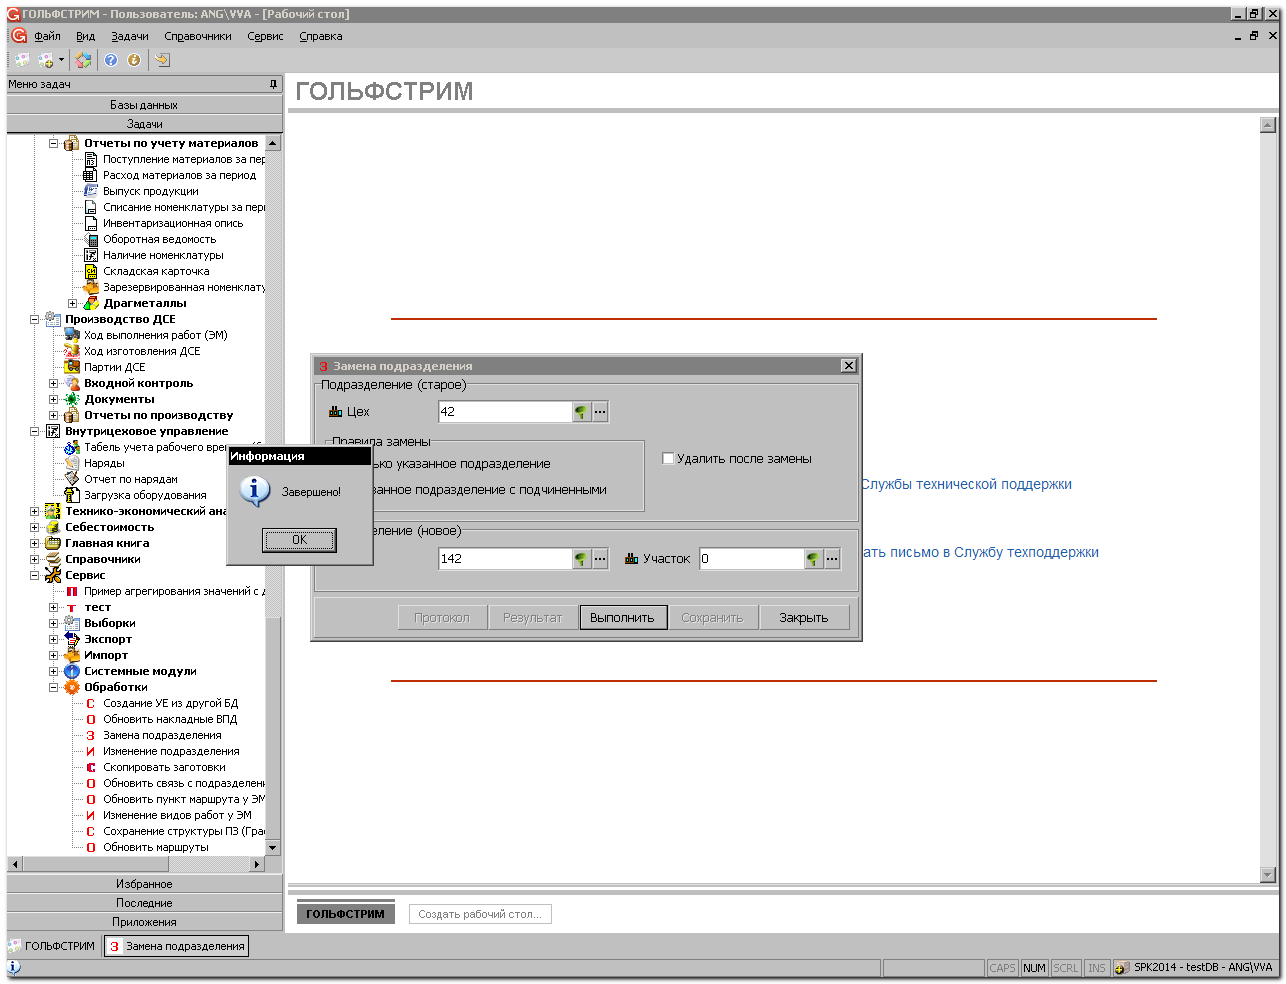 ГОЛЬФСТРИМ - Пользователь: ANG\VVA - [Рабочий стол]
Файл Вид Задачи Справочники Сервис Справка
Меню задач
Базы данных
Задачи
Отчеты по учету материалов
Поступление материалов за пер
Расход материалов за период
Выпуск продукции
Списание номенклатуры за пери
Инвентаризационная опись
Оборотная ведомость
Наличие номенклатуры
Складская карточка
Зарезервированная номенклату
Драгметаллы
Производство ДСЕ
Ход выполнения работ (ЭМ)
Ход изготовления ДСЕ
Партии ДСЕ
Входной контроль
Документы
Отчеты по производству
Внутрицеховое управление
Табель учета рабочего вре
Наряды
Отчет по нарядам
Загрузка оборудования
Технико-экономический ана
Себестоимость
Главная книга
Справочники
Сервис
Пример агрегирования значений с д
тест
Выборки
Экспорт
Импорт
Системные модули
Обработки
Создание УЕ из другой БД
Обновить накладные ВПД
Замена подразделения
Изменение подразделения
Скопировать заготовки
Обновить связь с подразделени
Обновить пункт маршрута у ЭМ
Изменение видов работ у ЭМ
Сохранение структуры ПЗ (Гра
Обновить маршруты
Избранное
Последние
Приложения
ГОЛЬФСТРИМ
Службы технической поддержки
ать письмо в Службу техподдержки
Замена подразделения
Подразделение (старое)
Цех 42
Правила замены
ько указанное подразделение
занное подразделение с подчиненными
Удалить после замены
еление (новое)
142 Участок 0
Протокол Результат Выполнить Сохранить Закрыть
Информация
Завершено!
OK
ГОЛЬФСТРИМ Создать рабочий стол...
ГОЛЬФСТРИМ Замена подразделения
CAPS NUM SCRL INS SPK2014 - testDB - ANG\VVA